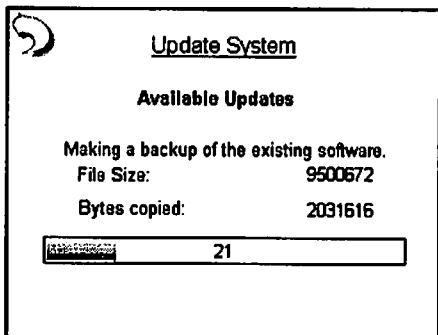 Update System
Available Updates
Making a backup of the existing software.
File Size: 9500672
Bytes copied: 2031616
21